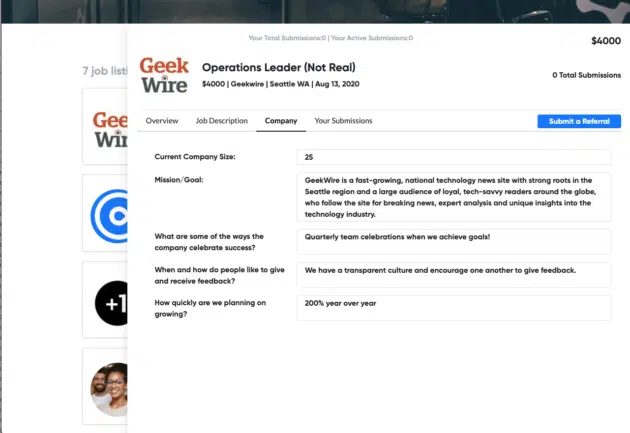 Your Total Submissions:0 | Your Active Submissions:0
$4000
7 job listi
Geek
Wire
Operations Leader (Not Real)
$4000 | Geekwire | Seattle WA | Aug 13, 2020
0 Total Submissions
Overview
Job Description
Company
Your Submissions
Submit a Referral
Gee
Wir
Current Company Size:
25
Mission/Goal:
GeekWire is a fast-growing, national technology news site with strong roots in the
Seattle region and a large audience of loyal, tech-savvy readers around the globe,
who follow the site for breaking news, expert analysis and unique insights into the
technology industry.
What are some of the ways the
company celebrate success?
Quarterly team celebrations when we achieve goals!
When and how do people like to give
and receive feedback?
We have a transparent culture and encourage one another to give feedback.
How quickly are we planning on
growing?
200% year over year
+1